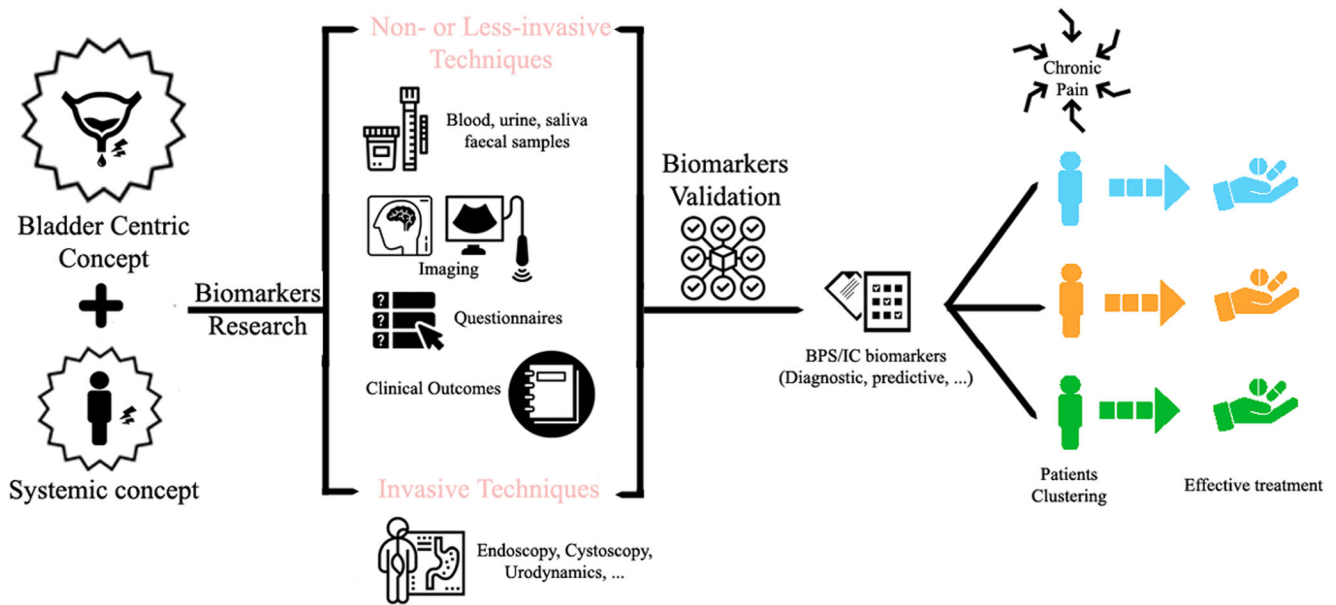 Bladder Centric
Concept
Systemic concept
Biomarkers
Research
Non- or Less-invasive
Techniques
Blood, urine, saliva
faecal samples
Imaging
?
?
?
Questionnaires
Clinical Outcomes
Invasive Techniques
Endoscopy, Cystoscopy,
Urodynamics, ...
Biomarkers
Validation
BPS/IC biomarkers
(Diagnostic, predictive, ...)
Chronic
Pain
Patients
Clustering
Effective treatment